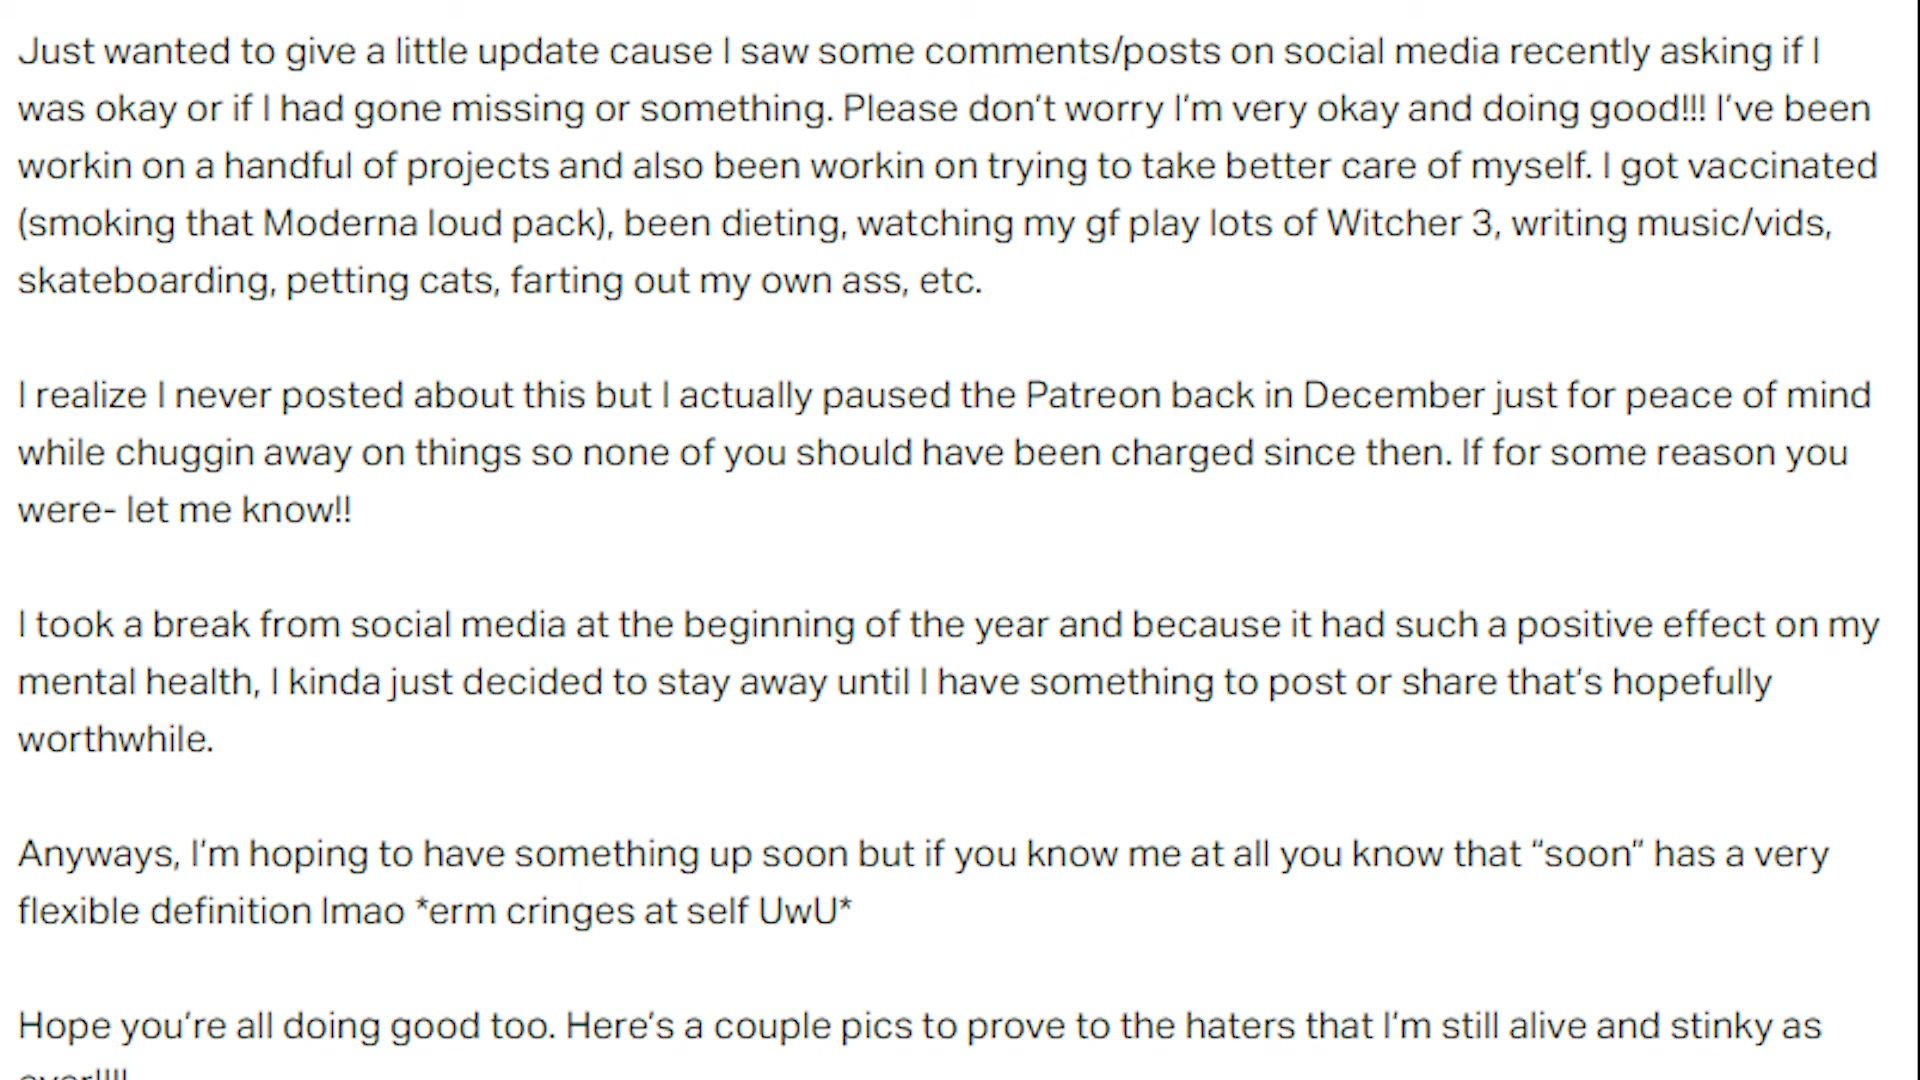 Just wanted to give a little update cause I saw some comments/posts on social media recently asking if I
was okay or if I had gone missing or something. Please don't worry I'm very okay and doing good!!! I've been
workin on a handful of projects and also been workin on trying to take better care of myself. I got vaccinated
(smoking that Moderna loud pack), been dieting, watching my gf play lots of Witcher 3, writing music/vids,
skateboarding, petting cats, farting out my own ass, etc.
I realize I never posted about this but I actually paused the Patreon back in December just for peace of mind
while chuggin away on things so none of you should have been charged since then. If for some reason you
were- let me know!!
I took a break from social media at the beginning of the year and because it had such a positive effect on my
mental health, I kinda just decided to stay away until I have something to post or share that's hopefully
worthwhile.
Anyways, I'm hoping to have something up soon but if you know me at all you know that “soon” has a very
flexible definition lmao *erm cringes at self UwU*
Hope you're all doing good too. Here's a couple pics to prove to the haters that I'm still alive and stinky as